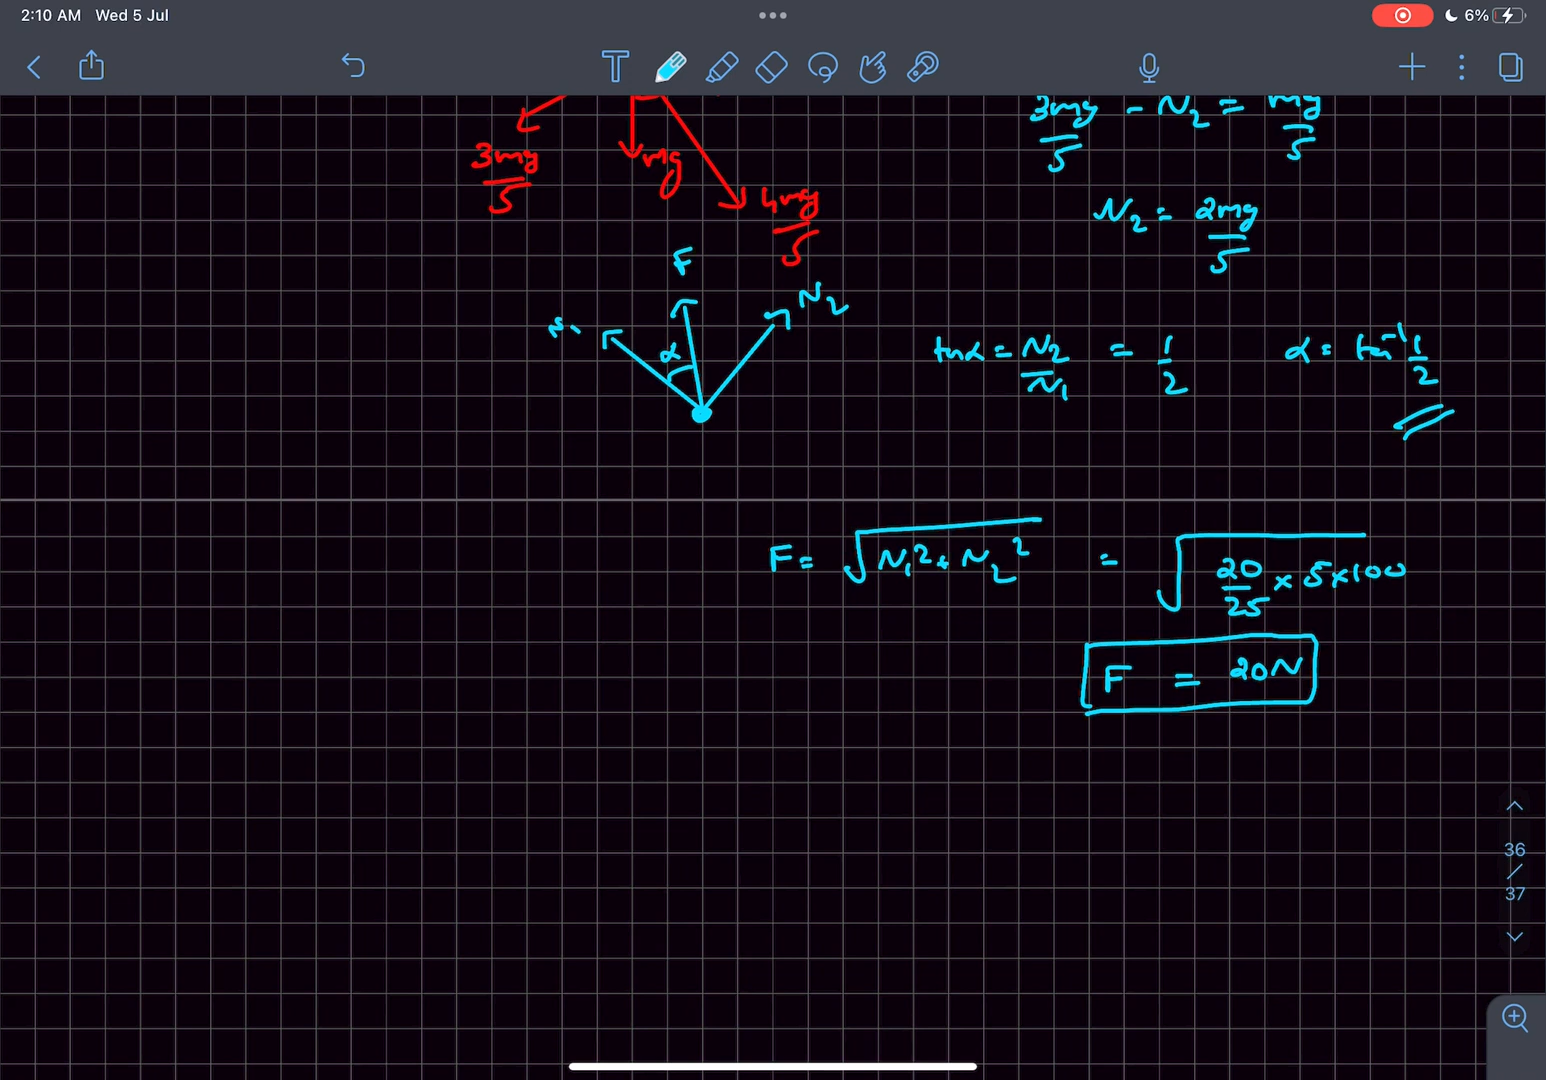 2:10 AM Wed 5 Jul
6%
T
3mg/5 - N₂ = mg/5
3mg/5
mg
4mg/5
N₂ = 2mg/5
F
N₂
α
tanα = N₂/N₁ = 1/2
α = tan⁻¹ 1/2
F = √(N₁² + N₂²) = √(20/25 × 5×100)
F = 20N
36
/
37